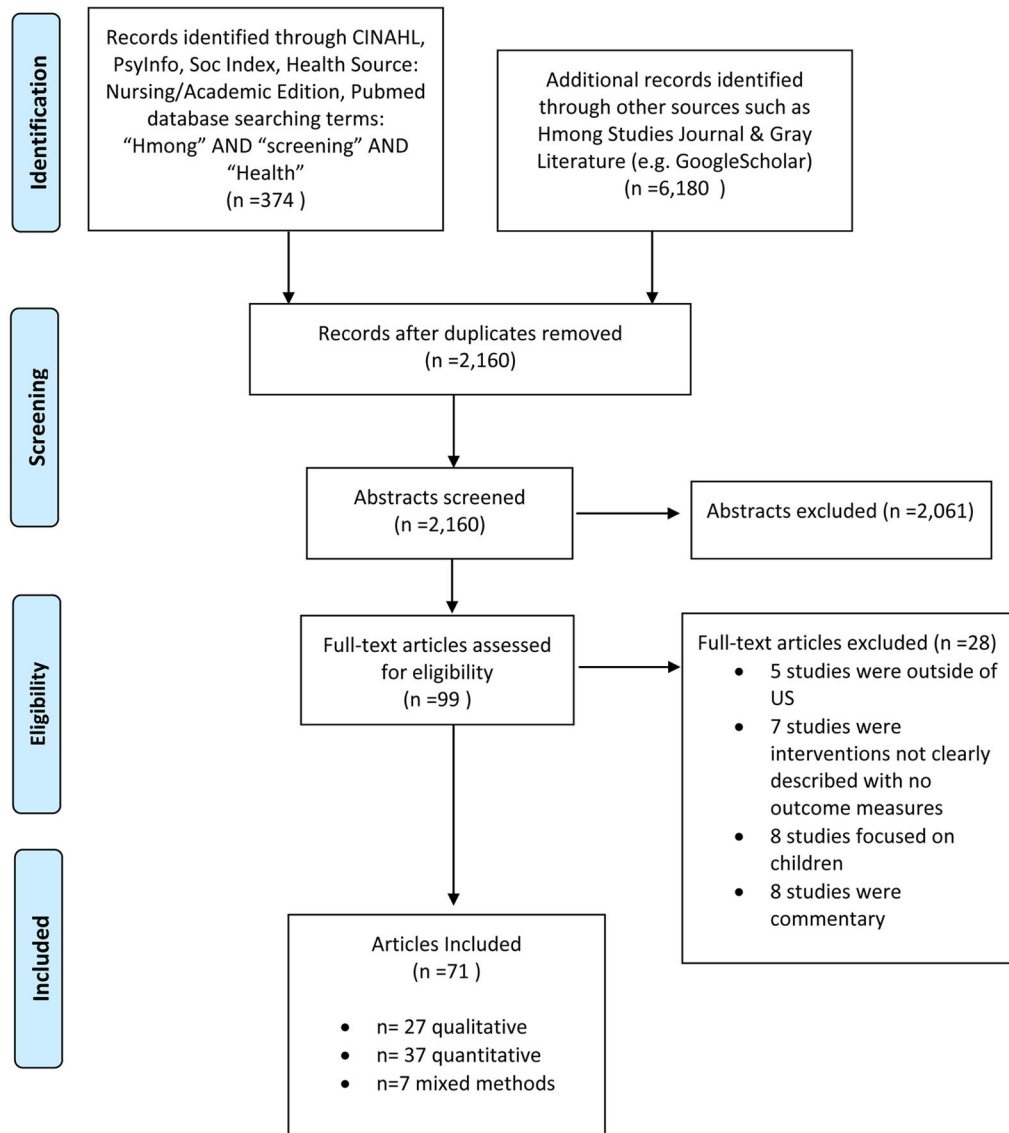 Identification
Records identified through CINAHL,
PsyInfo, Soc Index, Health Source:
Nursing/Academic Edition, Pubmed
database searching terms:
“Hmong” AND “screening” AND
“Health”
(n =374 )
Additional records identified
through other sources such as
Hmong Studies Journal & Gray
Literature (e.g. GoogleScholar)
(n =6,180 )
Screening
Records after duplicates removed
(n =2,160)
Abstracts screened
(n =2,160)
Abstracts excluded (n =2,061)
Eligibility
Full-text articles assessed
for eligibility
(n =99 )
Full-text articles excluded (n =28)
• 5 studies were outside of
US
• 7 studies were
interventions not clearly
described with no
outcome measures
• 8 studies focused on
children
• 8 studies were
commentary
Included
Articles Included
(n =71 )
• n= 27 qualitative
• n= 37 quantitative
• n=7 mixed methods